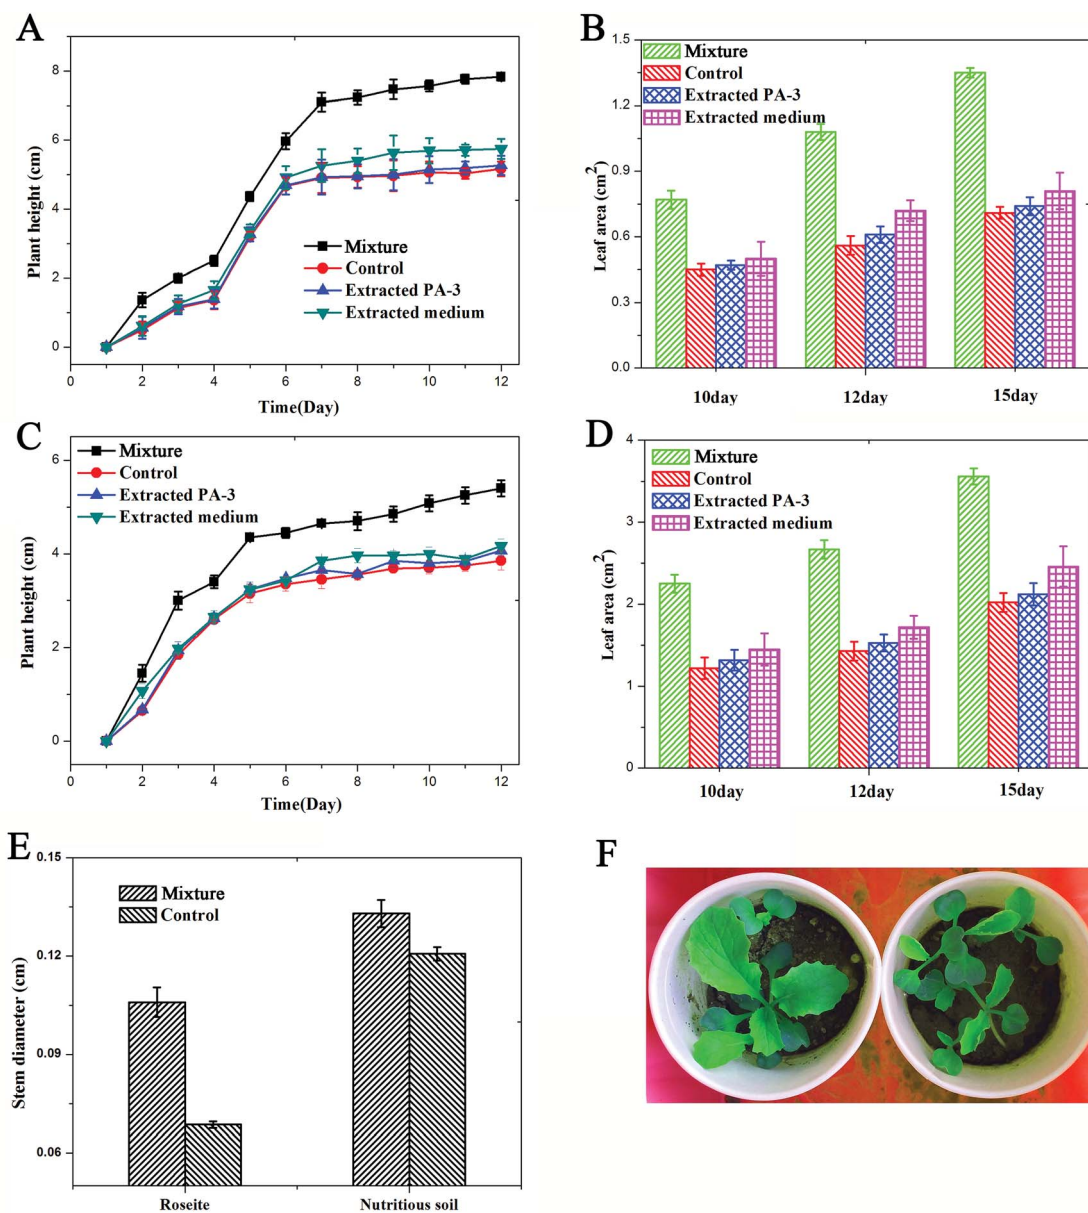 A
Plant height (cm)
8
6
4
2
0
0 2 4 6 8 10 12
Time(Day)
Mixture
Control
Extracted PA-3
Extracted medium
B
Leaf area (cm2)
1.5
1.2
0.9
0.6
0.3
0.0
Mixture
Control
Extracted PA-3
Extracted medium
10day 12day 15day
C
Plant height (cm)
6
4
2
0
Mixture
Control
Extracted PA-3
Extracted medium
0 2 4 6 8 10 12
Time(Day)
D
Leaf area (cm2)
4
3
2
1
0
Mixture
Control
Extracted PA-3
Extracted medium
10day 12day 15day
E
Stem diameter (cm)
0.15
0.12
0.09
0.06
Mixture
Control
Roseite Nutritious soil
F